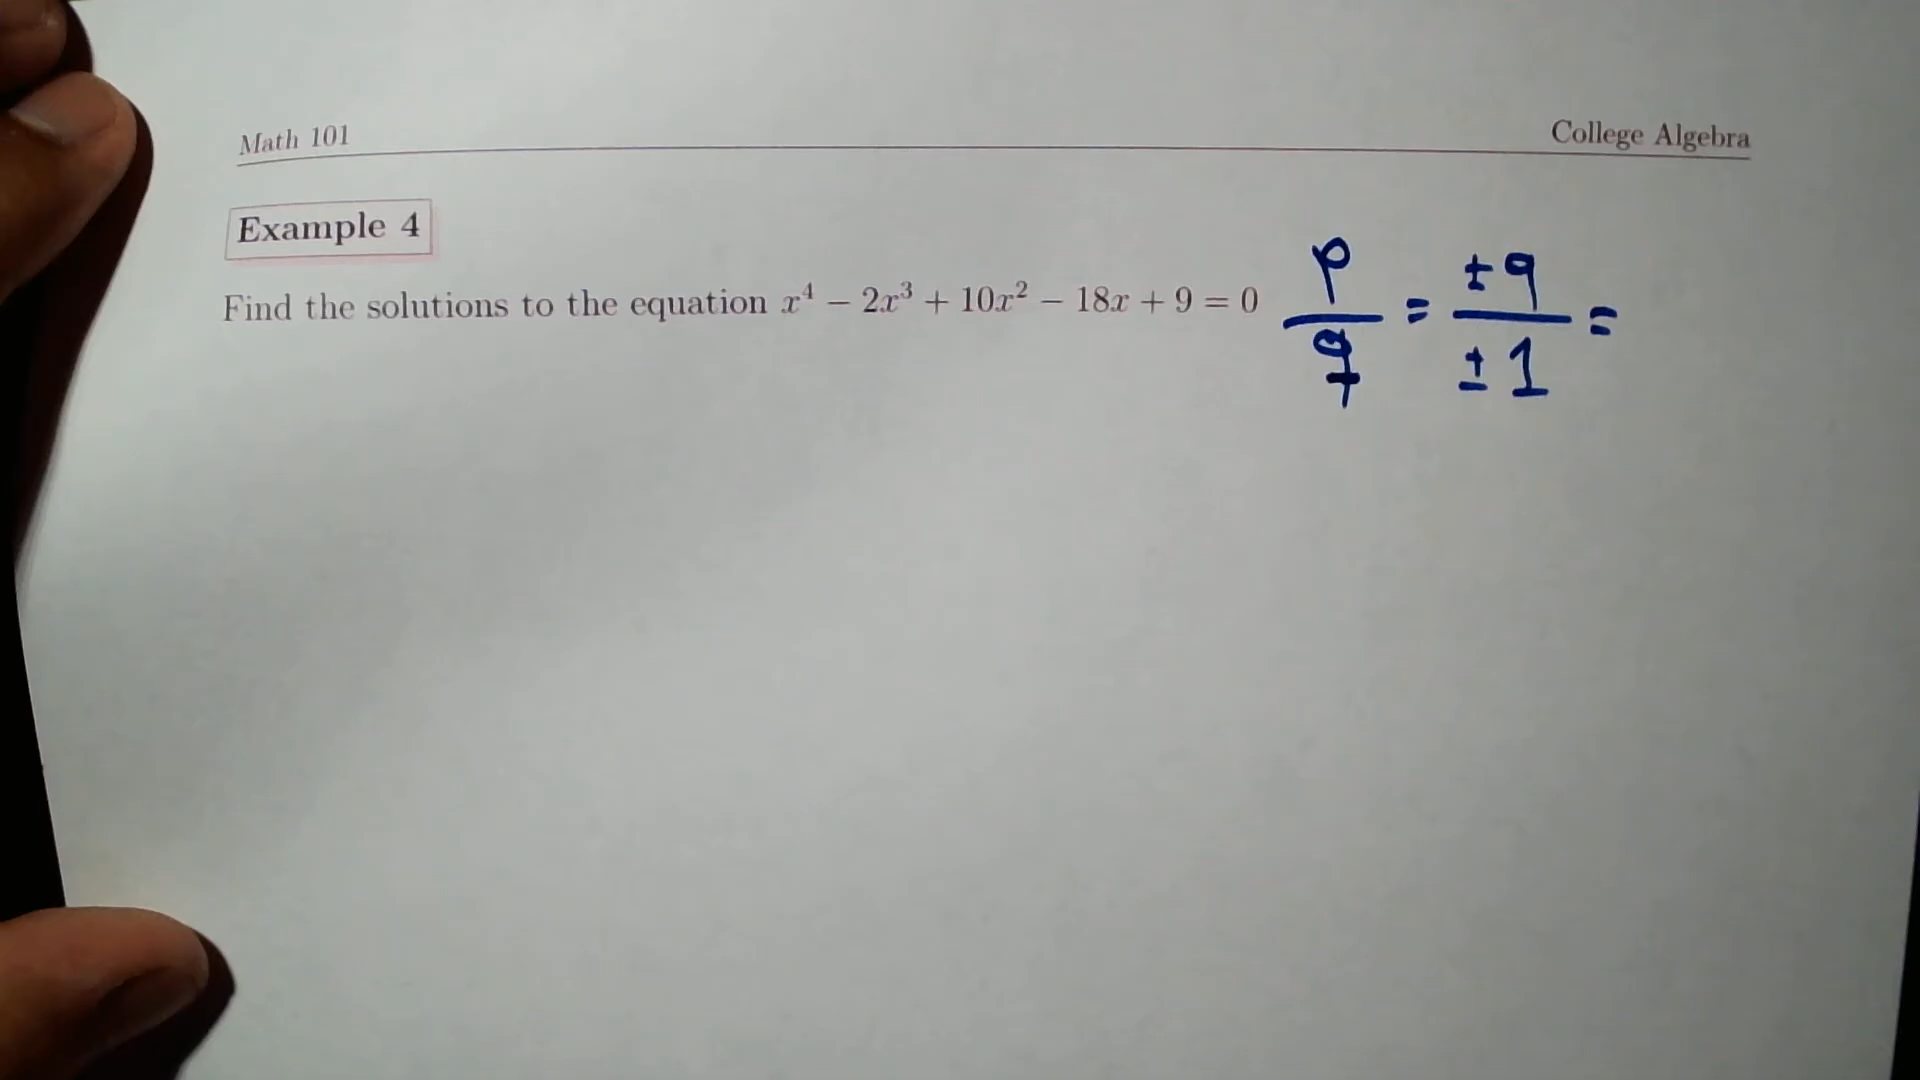 Math 101 College Algebra
Example 4
Find the solutions to the equation x⁴ − 2x³ + 10x² − 18x + 9 = 0
p/q = ±9/±1 =